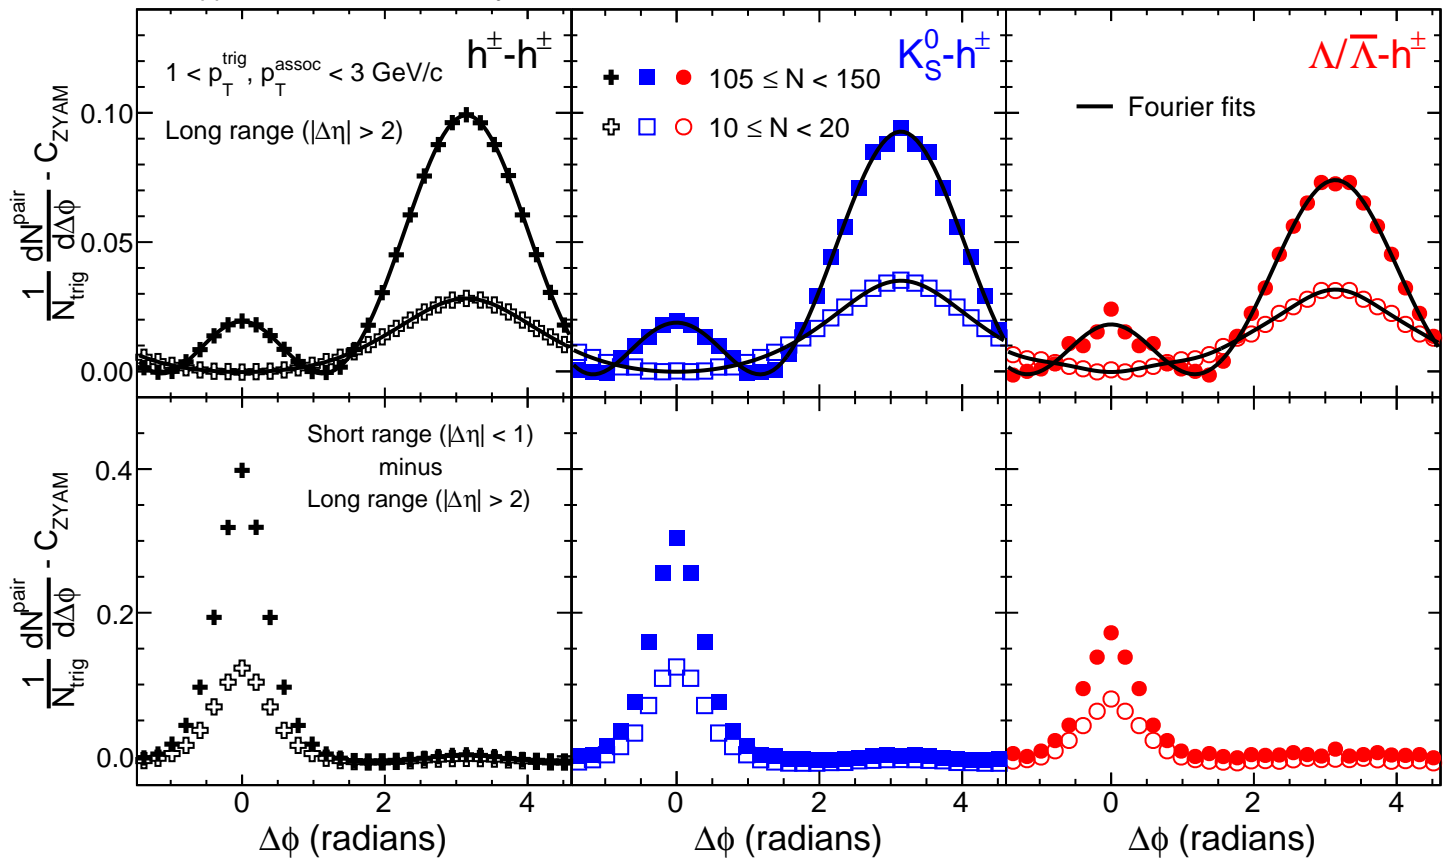 h±-h±
1 < p_T^trig, p_T^assoc < 3 GeV/c
Long range (|Δη| > 2)
K_S^0-h±
105 ≤ N < 150
10 ≤ N < 20
Λ/Λ̅-h±
Fourier fits
1/N_trig dN^pair/dΔϕ - C_ZYAM
0.10
0.05
0.00
Short range (|Δη| < 1)
minus
Long range (|Δη| > 2)
1/N_trig dN^pair/dΔϕ - C_ZYAM
0.4
0.2
0.0
0 2 4 0 2 4 0 2 4
Δϕ (radians) Δϕ (radians) Δϕ (radians)